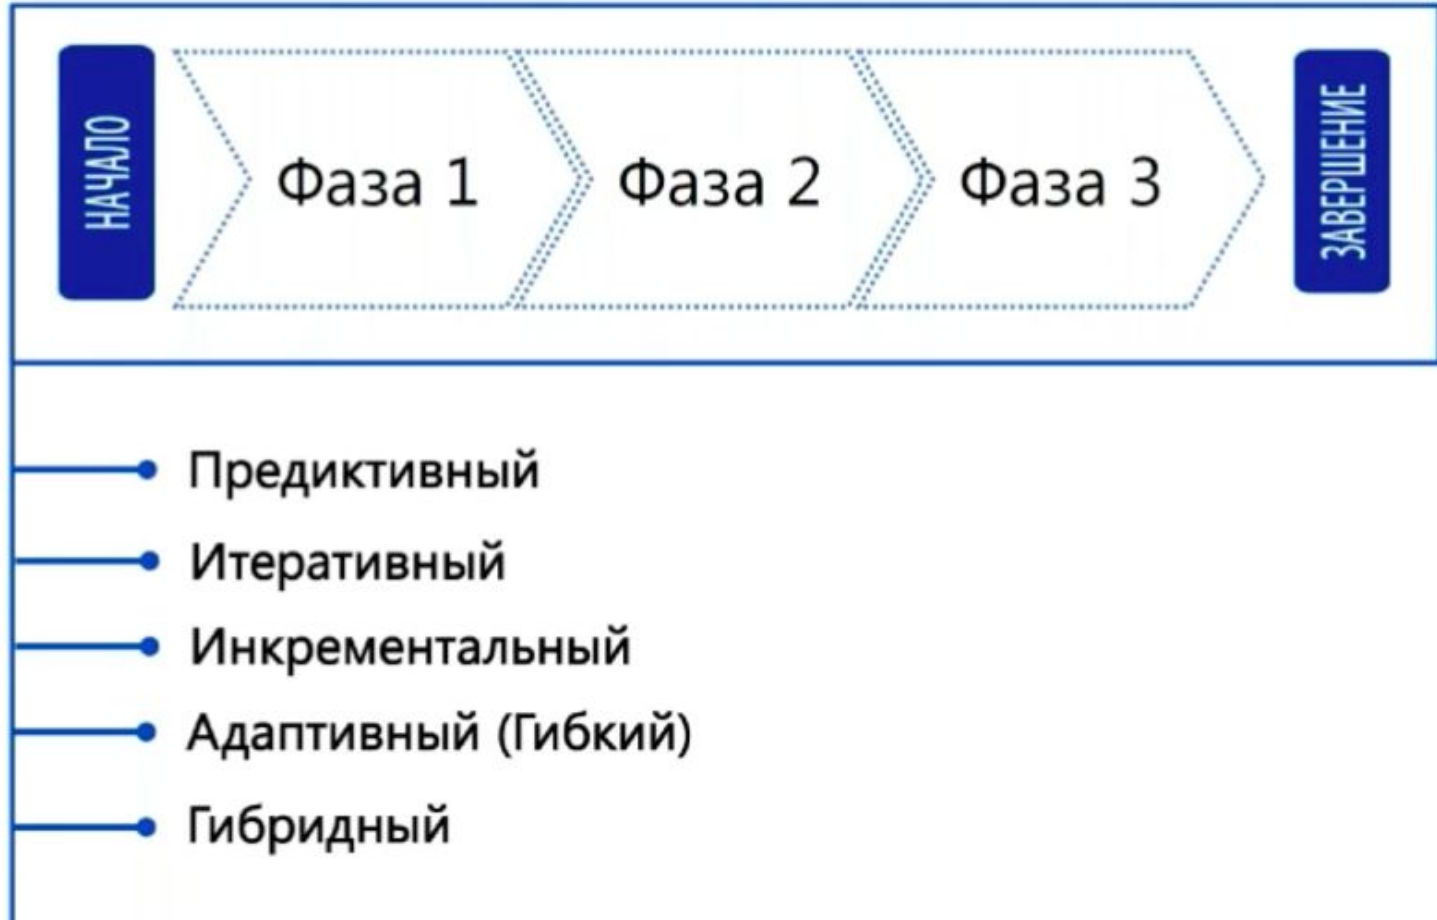 НАЧАЛО
Фаза 1
Фаза 2
Фаза 3
ЗАВЕРШЕНИЕ
Предиктивный
Итеративный
Инкрементальный
Адаптивный (Гибкий)
Гибридный